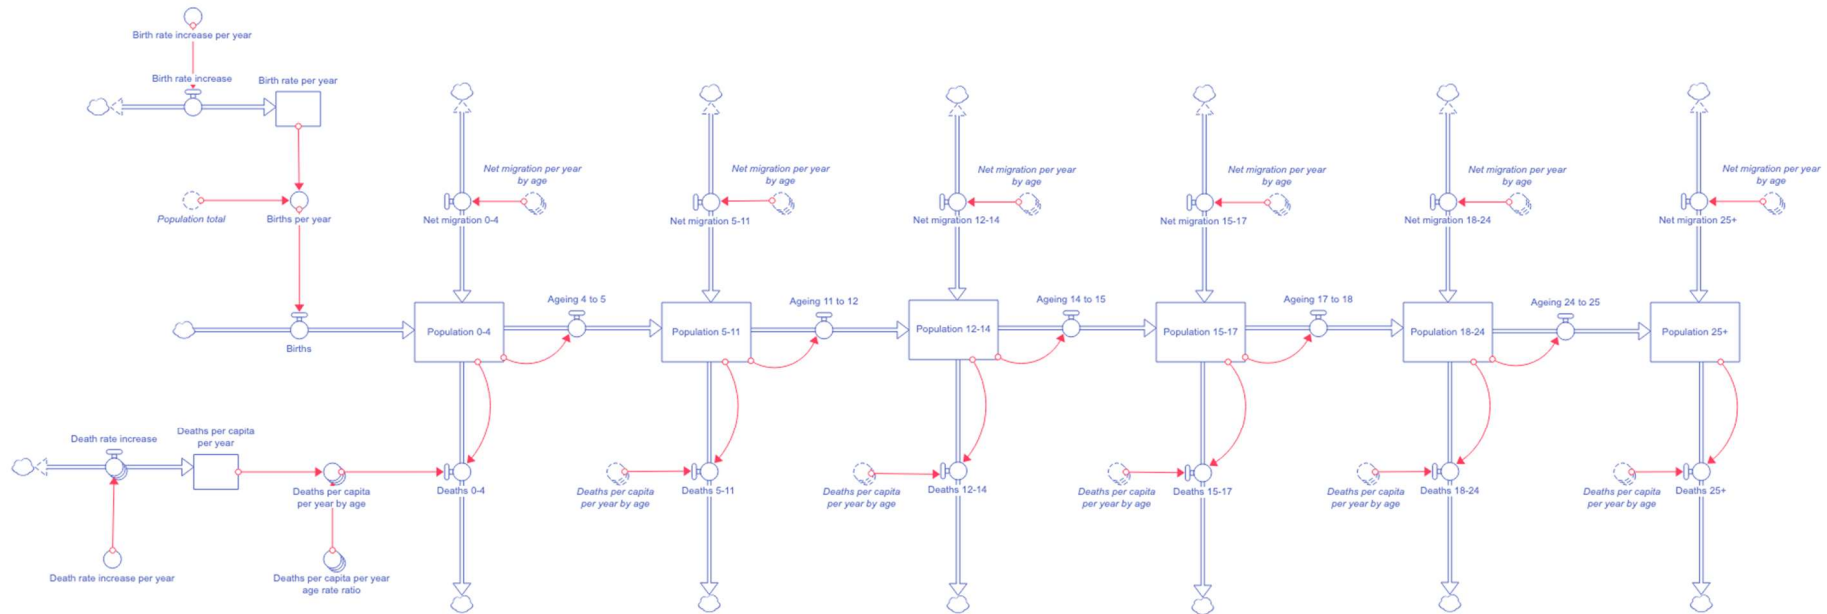 Birth rate increase per year
Birth rate increase
Birth rate per year
Net migration per year
by age
Net migration per year
by age
Net migration per year
by age
Net migration per year
by age
Net migration per year
by age
Net migration per year
by age
Population total
Births per year
Net migration 0-4
Net migration 5-11
Net migration 12-14
Net migration 15-17
Net migration 18-24
Net migration 25+
Ageing 4 to 5
Ageing 11 to 12
Ageing 14 to 15
Ageing 17 to 18
Ageing 24 to 25
Births
Population 0-4
Population 5-11
Population 12-14
Population 15-17
Population 18-24
Population 25+
Death rate increase
Deaths per capita
per year
Deaths per capita
per year by age
Deaths 0-4
Deaths per capita
per year by age
Deaths 5-11
Deaths per capita
per year by age
Deaths 12-14
Deaths per capita
per year by age
Deaths 15-17
Deaths per capita
per year by age
Deaths 18-24
Deaths per capita
per year by age
Deaths 25+
Death rate increase per year
Deaths per capita per year
age rate ratio